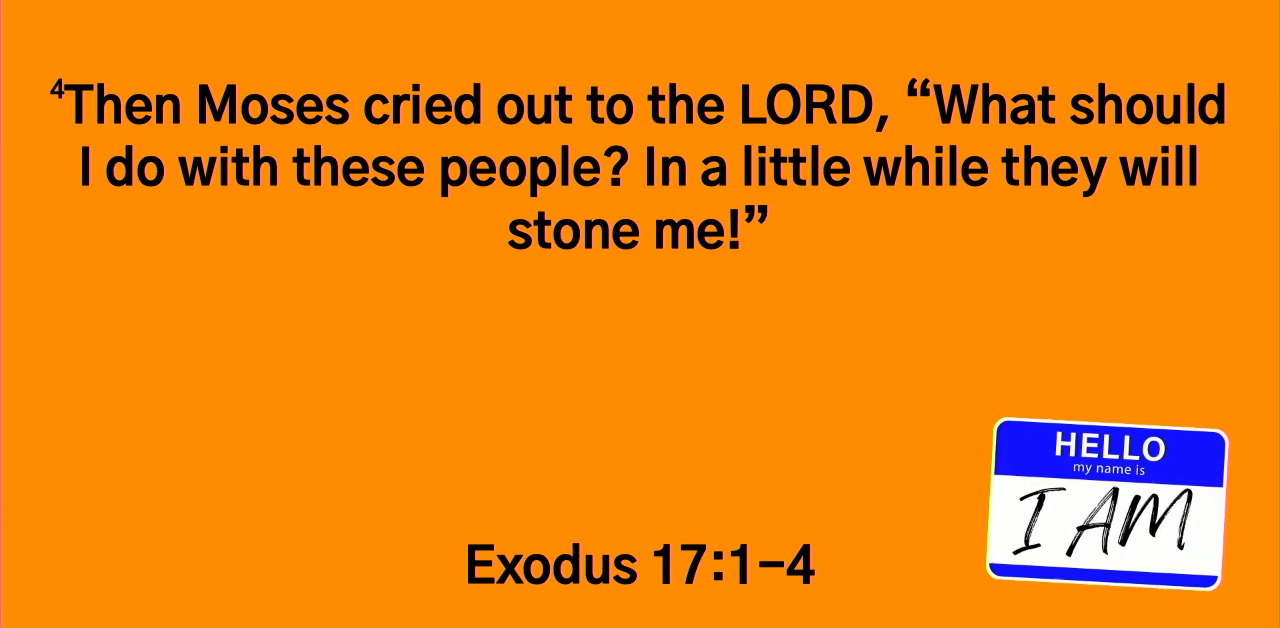 ⁴Then Moses cried out to the LORD, “What should
I do with these people? In a little while they will
stone me!”
HELLO
my name is
I AM
Exodus 17:1-4